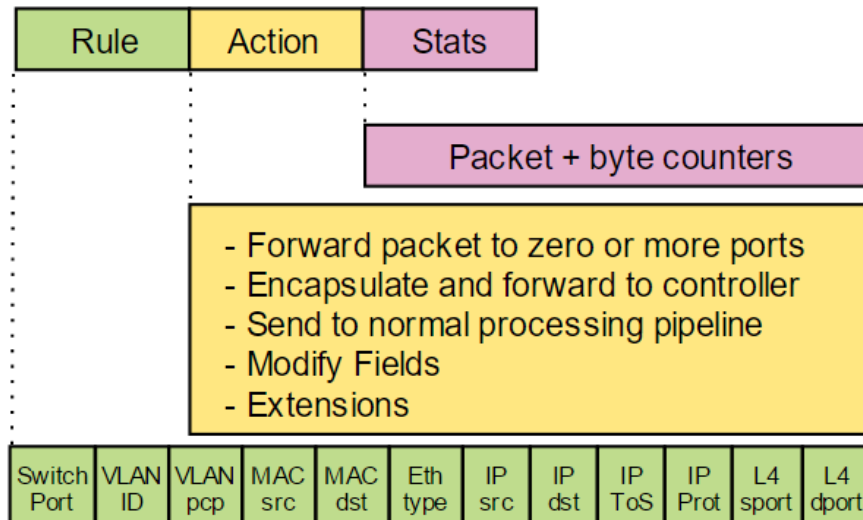 Rule Action Stats
Packet + byte counters
- Forward packet to zero or more ports
- Encapsulate and forward to controller
- Send to normal processing pipeline
- Modify Fields
- Extensions
Switch Port
VLAN ID
VLAN pcp
MAC src
MAC dst
Eth type
IP src
IP dst
IP ToS
IP Prot
L4 sport
L4 dport